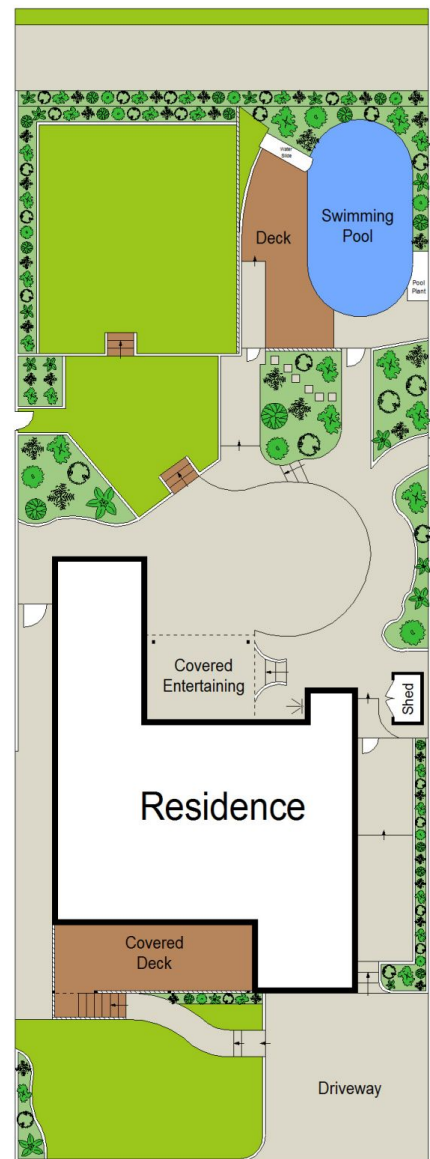 Water
Slide
Swimming
Pool
Deck
Pool
Plant
Covered
Entertaining
Shed
Residence
Covered
Deck
Driveway